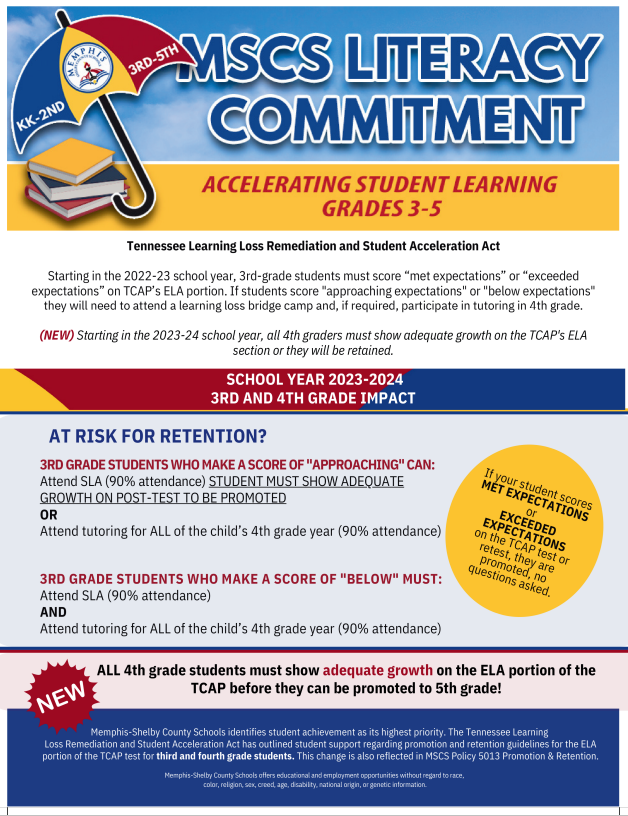 MEMPHIS
3RD-5TH
KK-2ND
MSCS LITERACY
COMMITMENT
ACCELERATING STUDENT LEARNING
GRADES 3-5
Tennessee Learning Loss Remediation and Student Acceleration Act
Starting in the 2022-23 school year, 3rd-grade students must score “met expectations” or “exceeded
expectations” on TCAP’s ELA portion. If students score "approaching expectations" or "below expectations"
they will need to attend a learning loss bridge camp and, if required, participate in tutoring in 4th grade.
(NEW) Starting in the 2023-24 school year, all 4th graders must show adequate growth on the TCAP's ELA
section or they will be retained.
SCHOOL YEAR 2023-2024
3RD AND 4TH GRADE IMPACT
AT RISK FOR RETENTION?
3RD GRADE STUDENTS WHO MAKE A SCORE OF "APPROACHING" CAN:
Attend SLA (90% attendance) STUDENT MUST SHOW ADEQUATE
GROWTH ON POST-TEST TO BE PROMOTED
OR
Attend tutoring for ALL of the child’s 4th grade year (90% attendance)
3RD GRADE STUDENTS WHO MAKE A SCORE OF "BELOW" MUST:
Attend SLA (90% attendance)
AND
Attend tutoring for ALL of the child’s 4th grade year (90% attendance)
If your student scores
MET EXPECTATIONS
or
EXCEEDED
EXPECTATIONS
on the TCAP test or
retest, they are
promoted, no
questions asked.
NEW
ALL 4th grade students must show adequate growth on the ELA portion of the
TCAP before they can be promoted to 5th grade!
Memphis-Shelby County Schools identifies student achievement as its highest priority. The Tennessee Learning
Loss Remediation and Student Acceleration Act has outlined student support regarding promotion and retention guidelines for the ELA
portion of the TCAP test for third and fourth grade students. This change is also reflected in MSCS Policy 5013 Promotion & Retention.
Memphis-Shelby County Schools offers educational and employment opportunities without regard to race,
color, religion, sex, creed, age, disability, national origin, or genetic information.